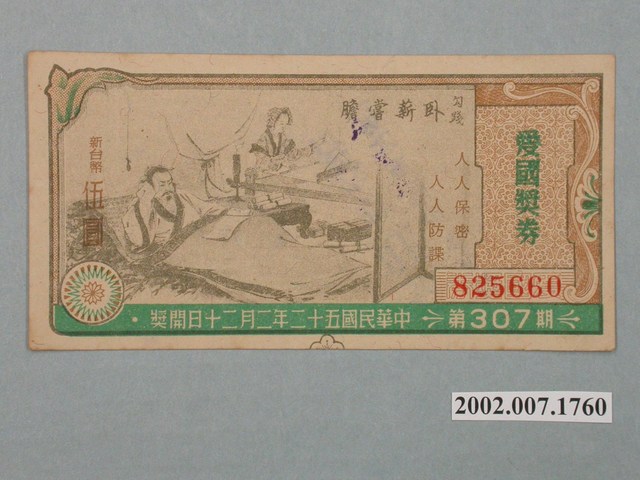 愛國獎券
825660
第307期
中華民國五十二年二月二十日開獎
勾踐
臥薪嘗膽
人人保密
人人防諜
新台幣
伍圓
2002.007.1760